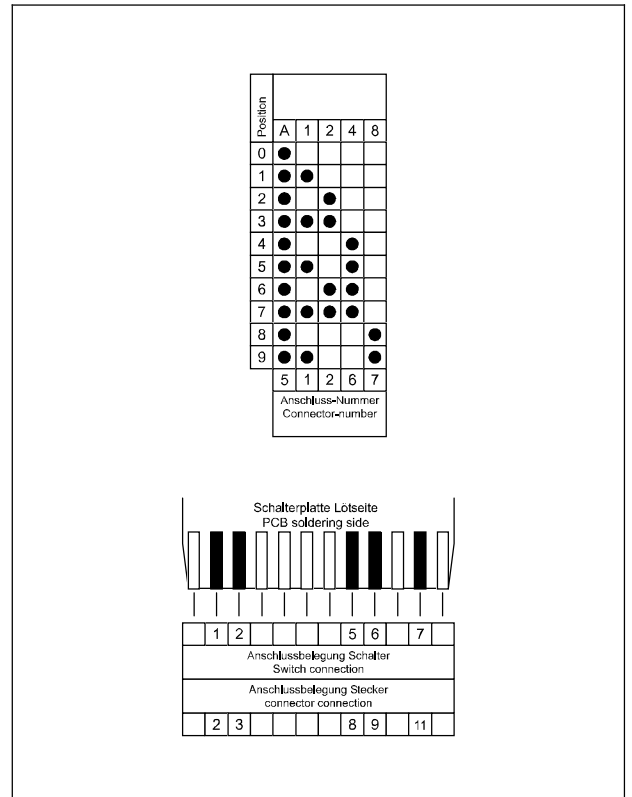 Position
A 1 2 4 8
0 ●
1 ● ●
2 ● ●
3 ● ● ●
4 ● ●
5 ● ● ●
6 ● ● ●
7 ● ● ● ●
8 ● ●
9 ● ● ●
5 1 2 6 7
Anschluss-Nummer
Connector-number
Schalterplatte Lötseite
PCB soldering side
1 2 5 6 7
Anschlussbelegung Schalter
Switch connection
Anschlussbelegung Stecker
connector connection
2 3 8 9 11